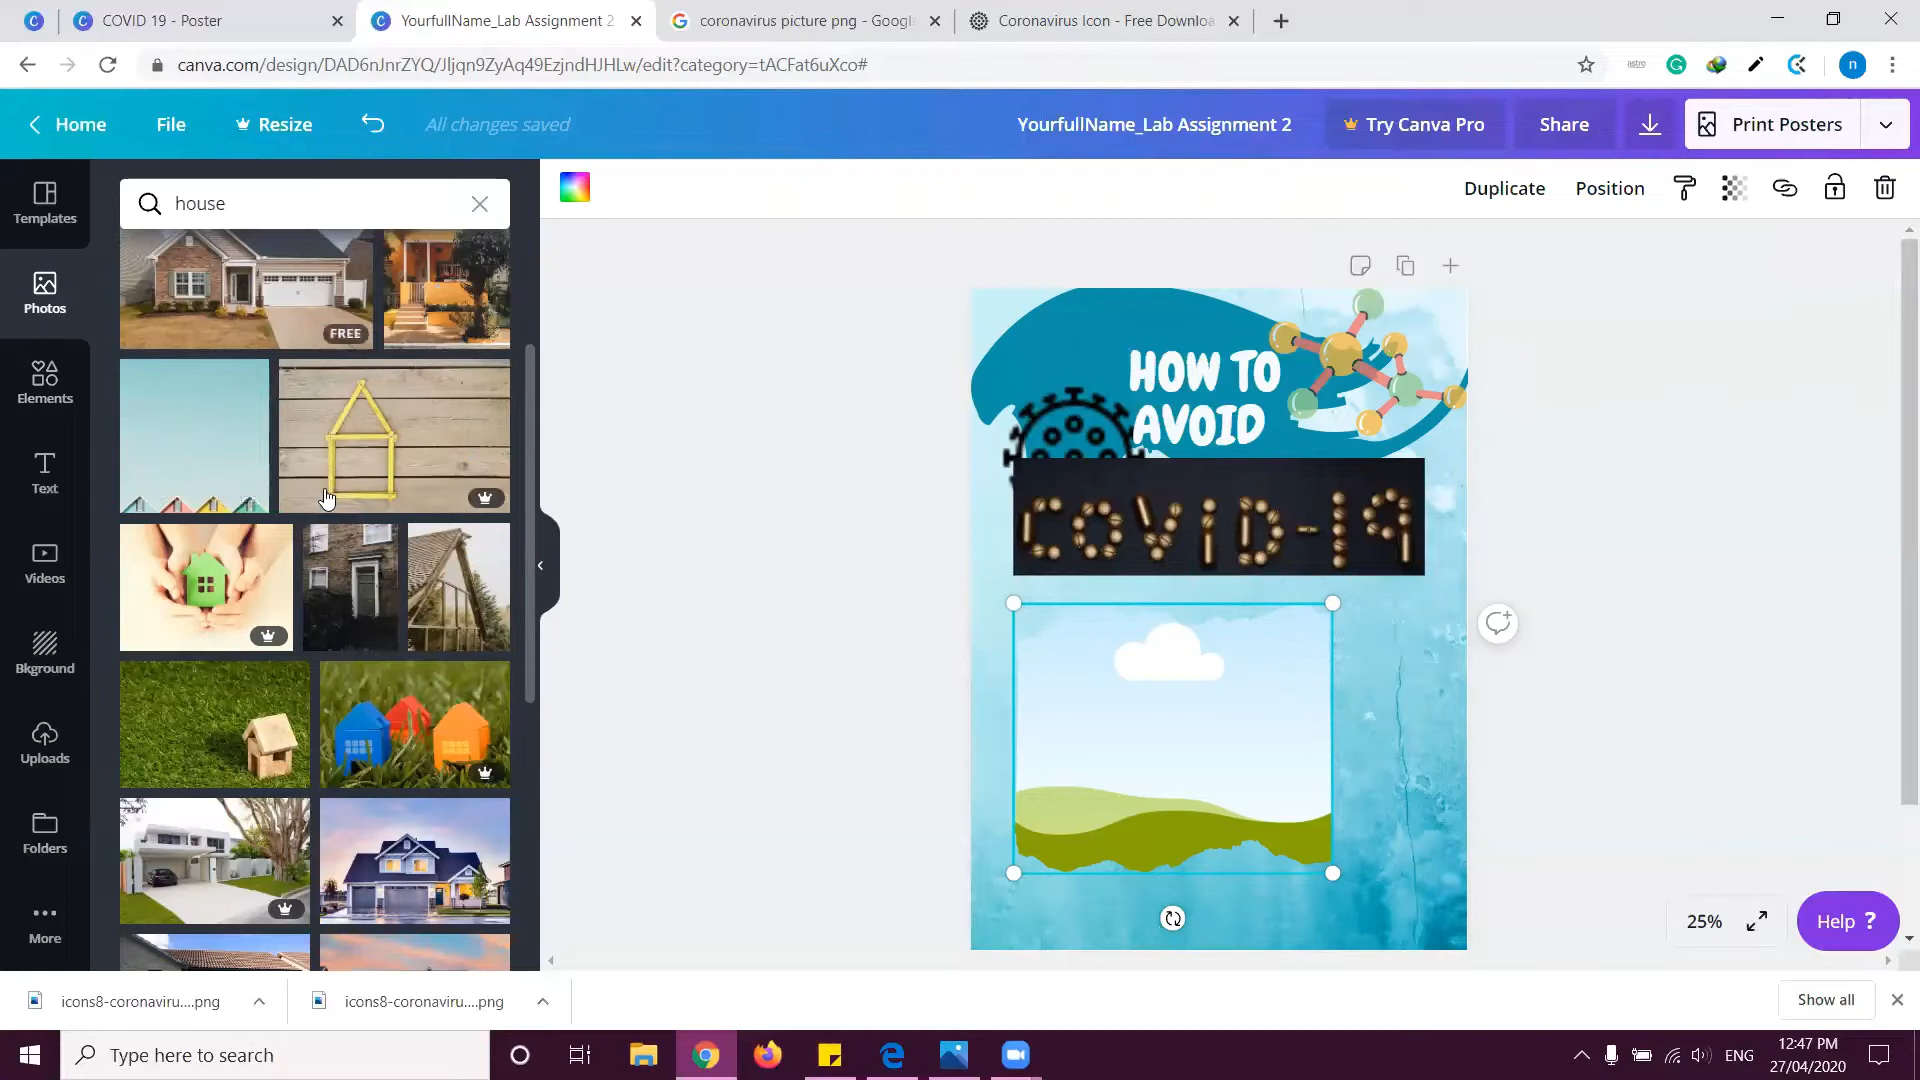 COVID 19 - Poster
YourfullName_Lab Assignment 2
coronavirus picture png - Googl
Coronavirus Icon - Free Downloa
canva.com/design/DAD6nJnrZYQ/Jljqn9ZyAq49EzjndHJHLw/edit?category=tACFat6uXco#
astro
n
Home
File
Resize
All changes saved
YourfullName_Lab Assignment 2
Try Canva Pro
Share
Print Posters
Templates
Photos
Elements
Text
Videos
Bkground
Uploads
Folders
More
house
FREE
Duplicate
Position
HOW TO
AVOID
COVID-19
25%
Help ?
icons8-coronaviru....png
icons8-coronaviru....png
Show all
Type here to search
ENG
12:47 PM
27/04/2020